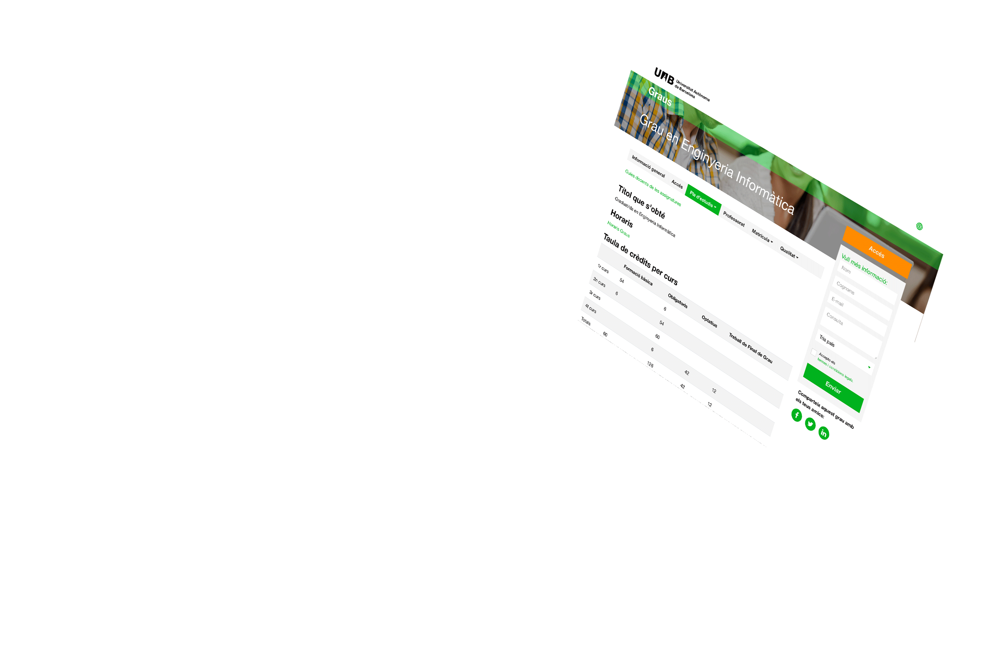 UAB
Universitat Autònoma
de Barcelona
Graus
Grau en Enginyeria Informàtica
Informació general Accés Pla d'estudis Professorat Matrícula Qualitat
Guies docents de les assignatures
Títol que s'obté
Graduat/da en Enginyeria Informàtica
Horaris
Horaris Graus
Taula de crèdits per curs
Formació bàsica Obligatoris Optatius Treball de Final de Grau
1r curs 54 6
2n curs 6 54
3r curs 60
4t curs 6 42 12
Totals 60 126 42 12
Accés
Vull més informació:
Nom
Cognoms
E-mail
Consulta
Tria país
Accepto els
termes i condicions legals.
Enviar
Comparteix aquest grau amb
els teus amics: